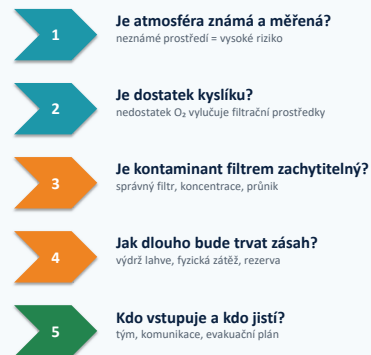 1
Je atmosféra známá a měřená?
neznámé prostředí = vysoké riziko
2
Je dostatek kyslíku?
nedostatek O₂ vylučuje filtrační prostředky
3
Je kontaminant filtrem zachytitelný?
správný filtr, koncentrace, průnik
4
Jak dlouho bude trvat zásah?
výdrž lahve, fyzická zátěž, rezerva
5
Kdo vstupuje a kdo jistí?
tým, komunikace, evakuační plán